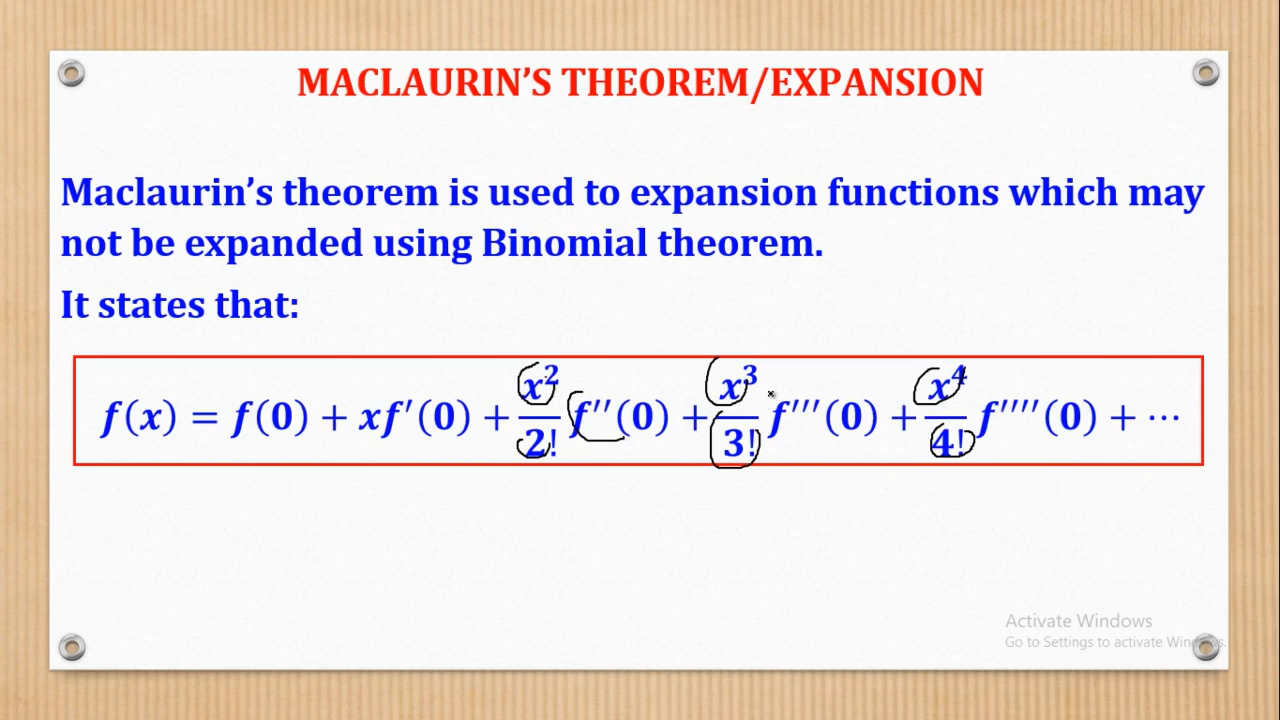 MACLAURIN’S THEOREM/EXPANSION
Maclaurin’s theorem is used to expansion functions which may
not be expanded using Binomial theorem.
It states that:
f(x) = f(0) + xf′(0) + x²/2! f′′(0) + x³/3! f′′′(0) + x⁴/4! f′′′′(0) + ⋯
Activate Windows
Go to Settings to activate Windows.